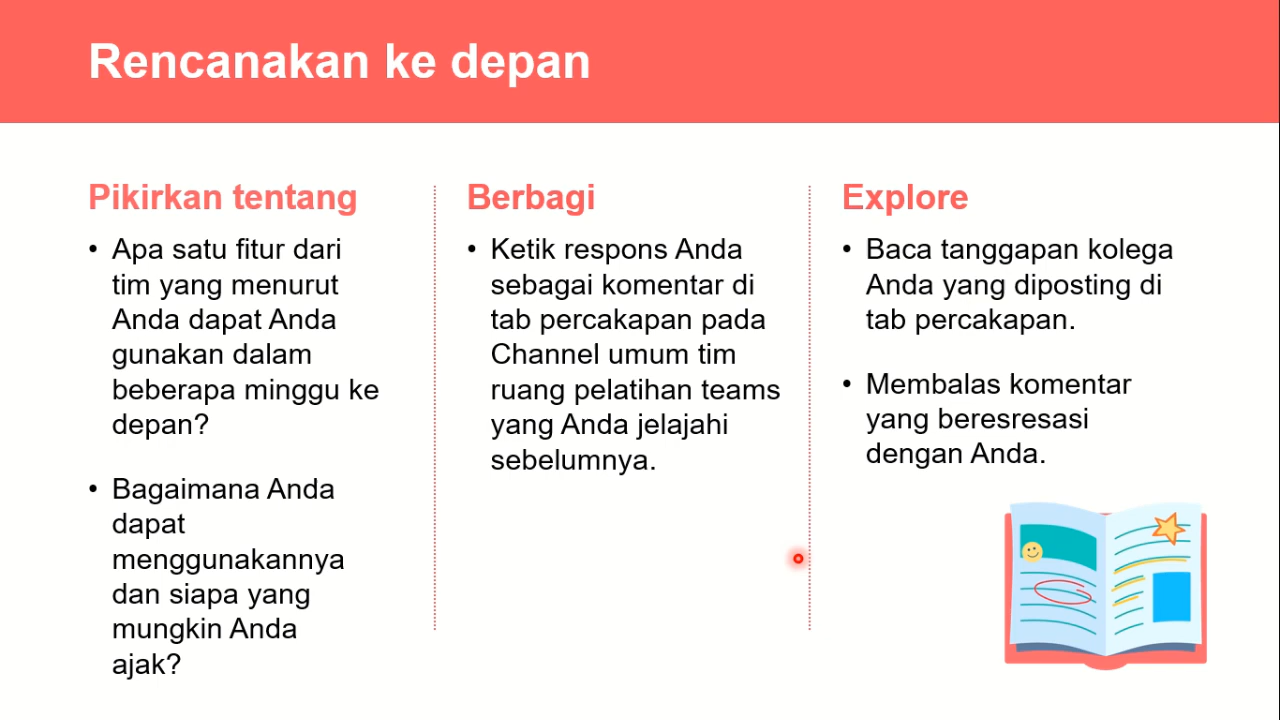 Rencanakan ke depan
Pikirkan tentang
• Apa satu fitur dari
tim yang menurut
Anda dapat Anda
gunakan dalam
beberapa minggu ke
depan?
• Bagaimana Anda
dapat
menggunakannya
dan siapa yang
mungkin Anda
ajak?
Berbagi
• Ketik respons Anda
sebagai komentar di
tab percakapan pada
Channel umum tim
ruang pelatihan teams
yang Anda jelajahi
sebelumnya.
Explore
• Baca tanggapan kolega
Anda yang diposting di
tab percakapan.
• Membalas komentar
yang beresresasi
dengan Anda.